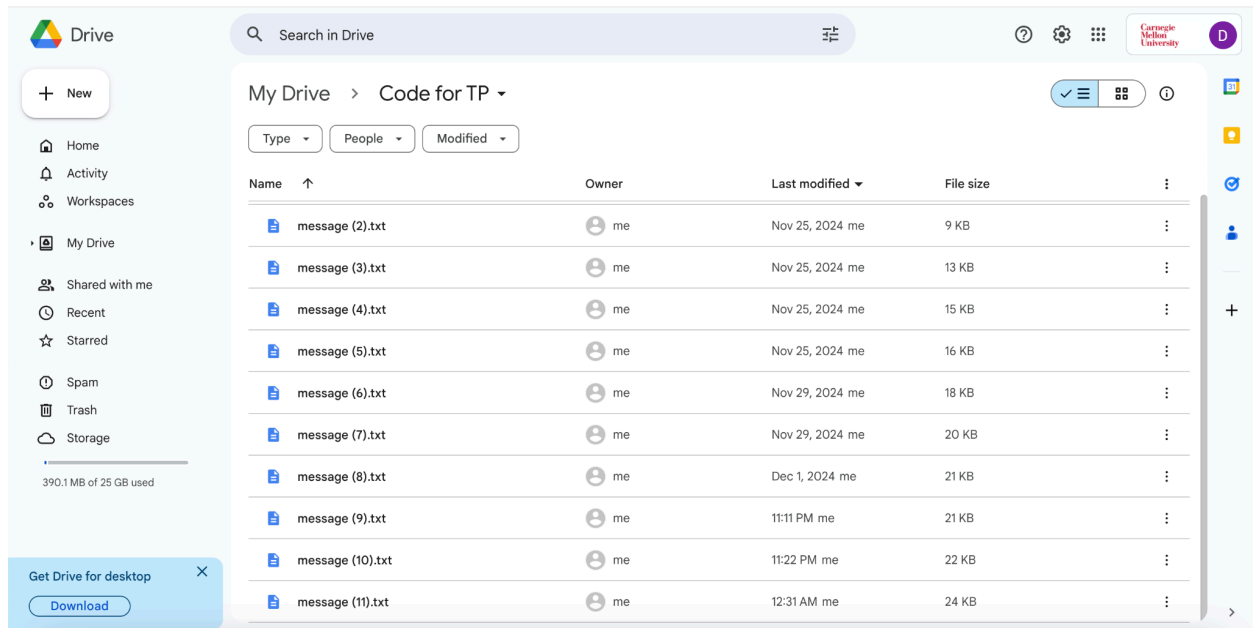 Drive
Search in Drive
Carnegie
Mellon
University
D
New
My Drive > Code for TP
31
Type
People
Modified
Home
Activity
Workspaces
My Drive
Shared with me
Recent
Starred
Spam
Trash
Storage
390.1 MB of 25 GB used
Get Drive for desktop
Download
Name Owner Last modified File size
message (2).txt me Nov 25, 2024 me 9 KB
message (3).txt me Nov 25, 2024 me 13 KB
message (4).txt me Nov 25, 2024 me 15 KB
message (5).txt me Nov 25, 2024 me 16 KB
message (6).txt me Nov 29, 2024 me 18 KB
message (7).txt me Nov 29, 2024 me 20 KB
message (8).txt me Dec 1, 2024 me 21 KB
message (9).txt me 11:11 PM me 21 KB
message (10).txt me 11:22 PM me 22 KB
message (11).txt me 12:31 AM me 24 KB